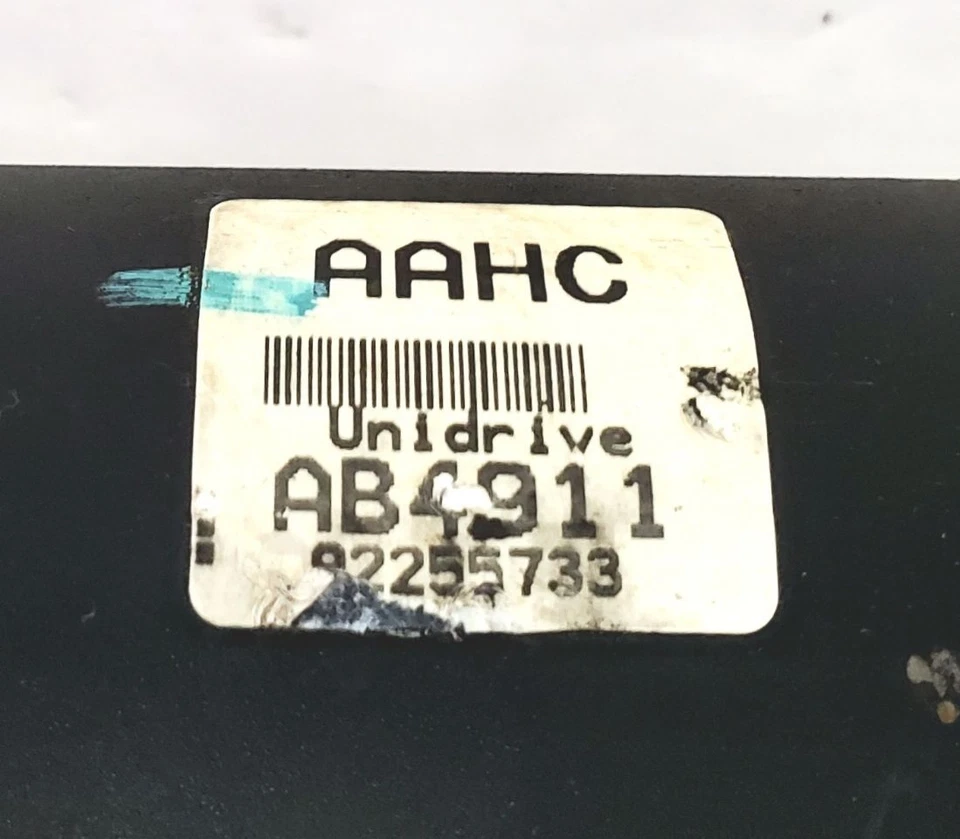 AAHC
Unidrive
AB4911
92255733